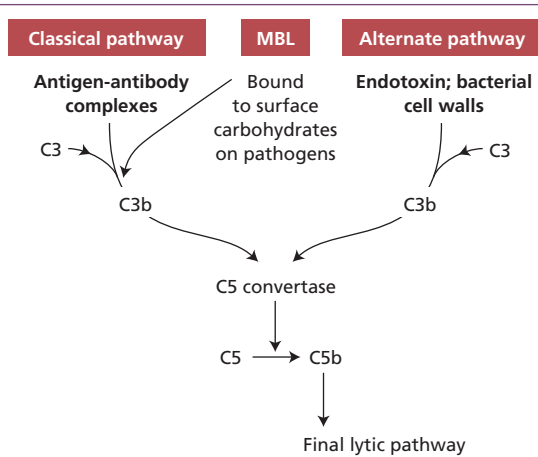 Classical pathway
MBL
Alternate pathway
Antigen-antibody
complexes
Bound
to surface
carbohydrates
on pathogens
Endotoxin; bacterial
cell walls
C3
C3
C3b
C3b
C5 convertase
C5
C5b
Final lytic pathway